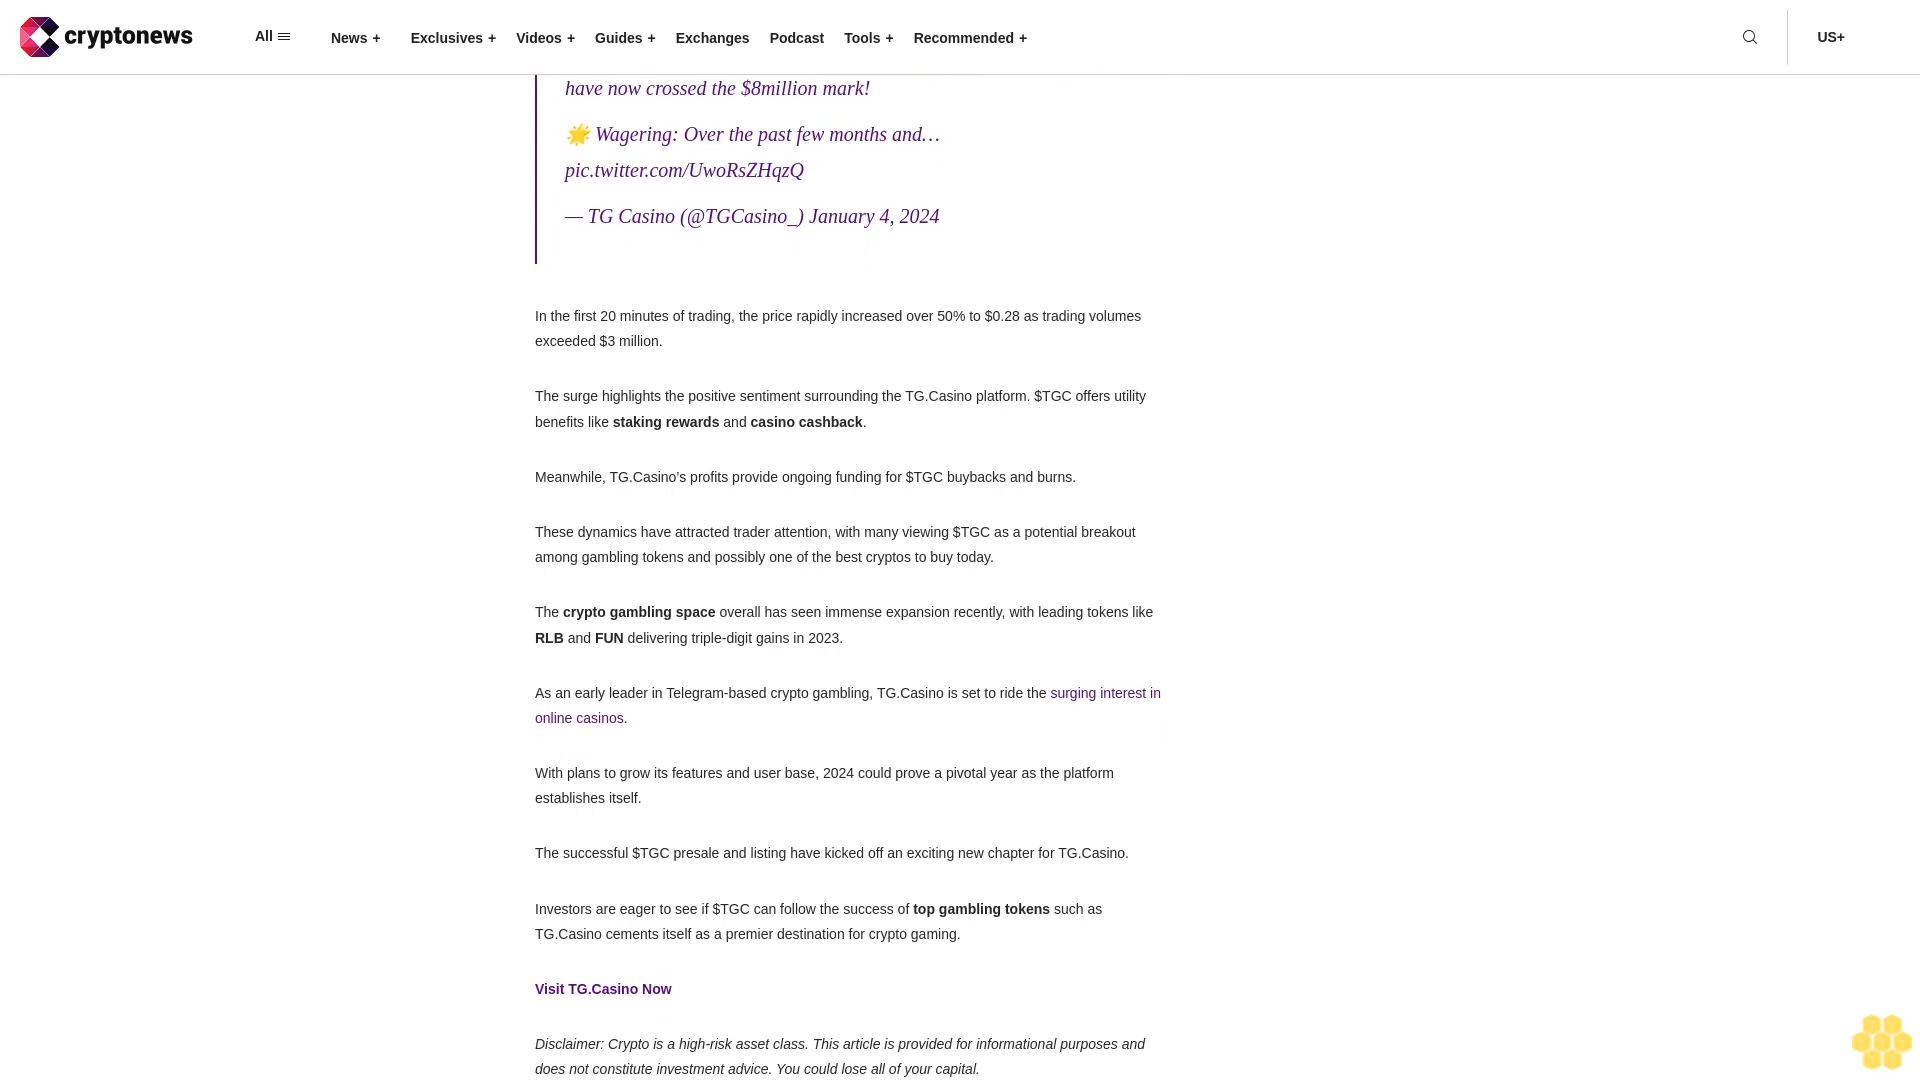 cryptonews
All
News +
Exclusives +
Videos +
Guides +
Exchanges
Podcast
Tools +
Recommended +
US+
have now crossed the $8million mark!
🌟 Wagering: Over the past few months and…
pic.twitter.com/UwoRsZHqzQ
— TG Casino (@TGCasino_) January 4, 2024
In the first 20 minutes of trading, the price rapidly increased over 50% to $0.28 as trading volumes
exceeded $3 million.
The surge highlights the positive sentiment surrounding the TG.Casino platform. $TGC offers utility
benefits like staking rewards and casino cashback.
Meanwhile, TG.Casino’s profits provide ongoing funding for $TGC buybacks and burns.
These dynamics have attracted trader attention, with many viewing $TGC as a potential breakout
among gambling tokens and possibly one of the best cryptos to buy today.
The crypto gambling space overall has seen immense expansion recently, with leading tokens like
RLB and FUN delivering triple-digit gains in 2023.
As an early leader in Telegram-based crypto gambling, TG.Casino is set to ride the surging interest in
online casinos.
With plans to grow its features and user base, 2024 could prove a pivotal year as the platform
establishes itself.
The successful $TGC presale and listing have kicked off an exciting new chapter for TG.Casino.
Investors are eager to see if $TGC can follow the success of top gambling tokens such as
TG.Casino cements itself as a premier destination for crypto gaming.
Visit TG.Casino Now
Disclaimer: Crypto is a high-risk asset class. This article is provided for informational purposes and
does not constitute investment advice. You could lose all of your capital.